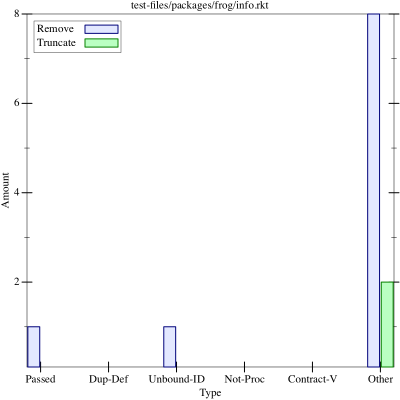 test-files/packages/frog/info.rkt
8
Remove
Truncate
6
Amount
4
2
Passed Dup-Def Unbound-ID Not-Proc Contract-V Other
Type